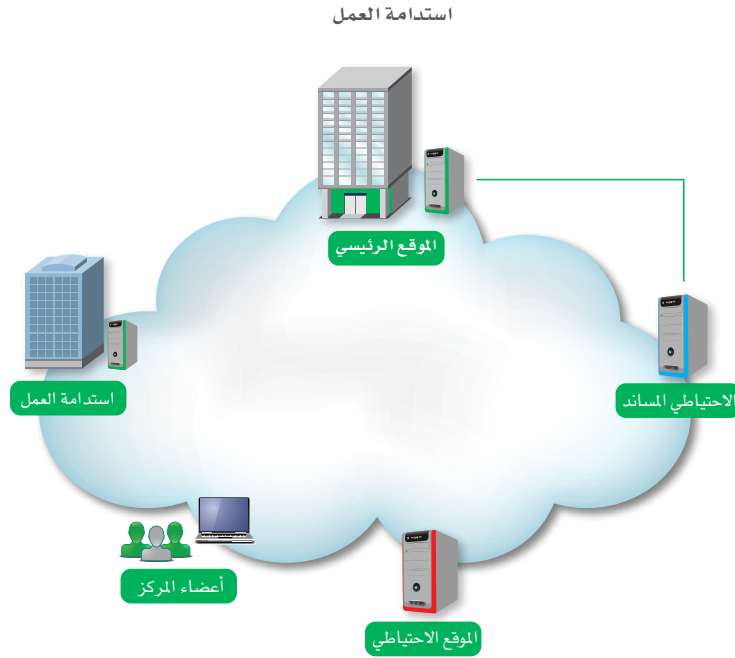 استدامة العمل
الموقع الرئيسي
استدامة العمل
الاحتياطي المساند
أعضاء المركز
الموقع الاحتياطي